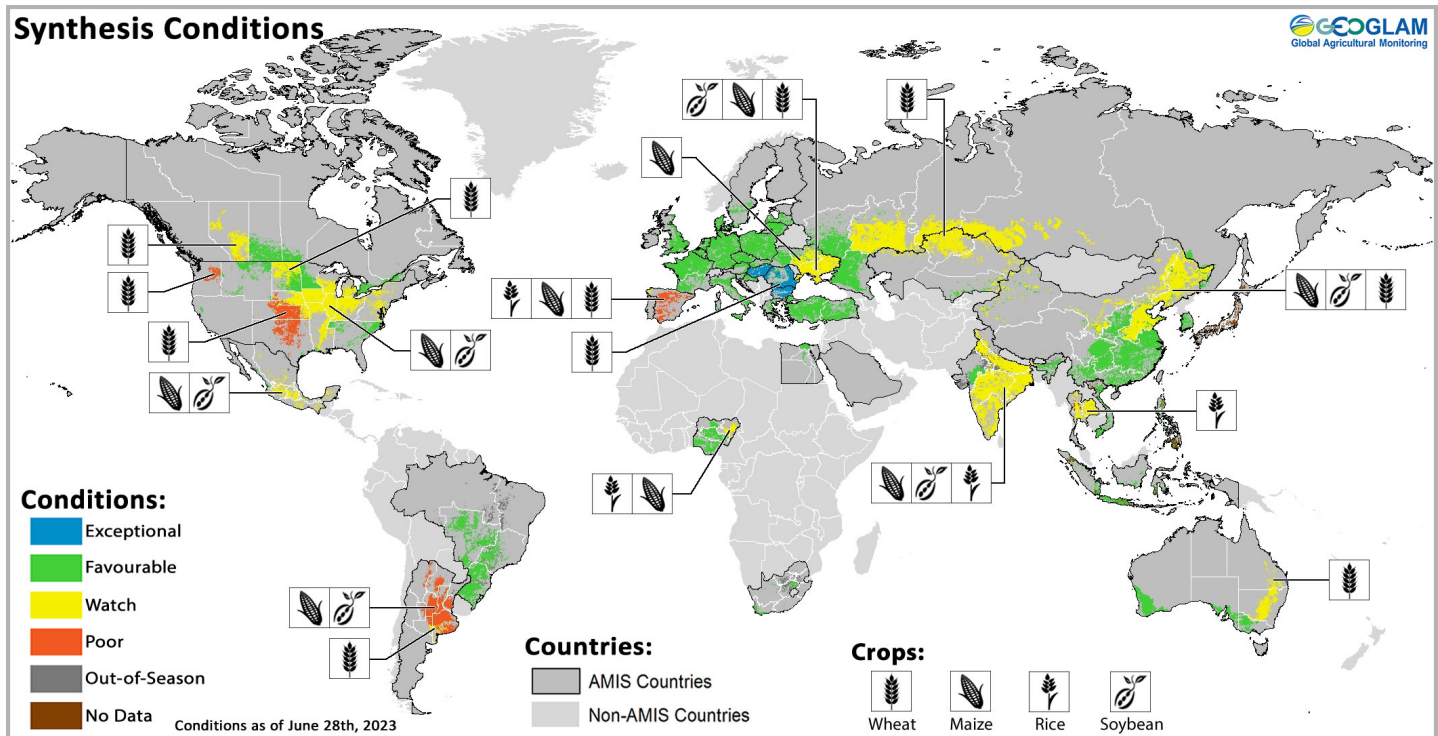 Synthesis Conditions
GEOGLAM
Global Agricultural Monitoring
Conditions:
Exceptional
Favourable
Watch
Poor
Out-of-Season
No Data
Conditions as of June 28th, 2023
Countries:
AMIS Countries
Non-AMIS Countries
Crops:
Wheat
Maize
Rice
Soybean